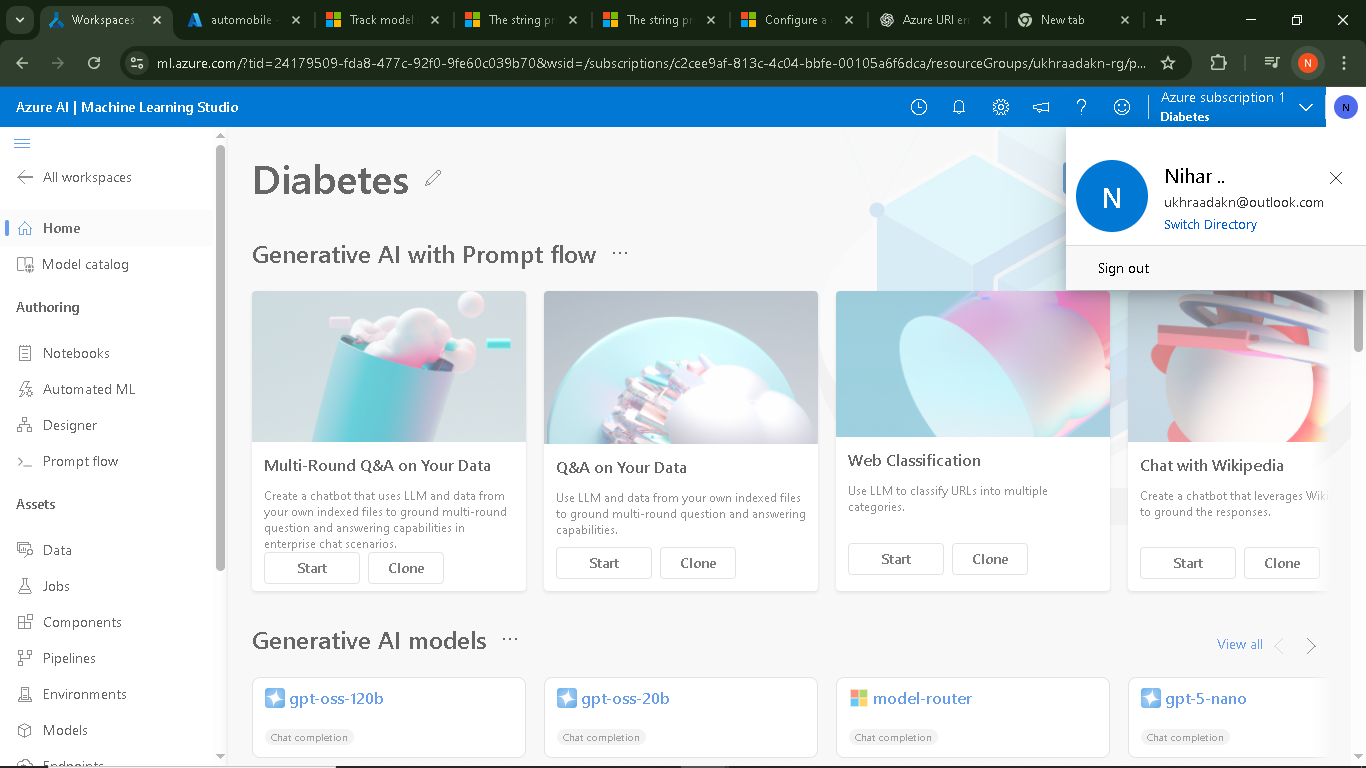 Workspaces
automobile
Track model
The string pr
The string pr
Configure a
Azure URI err
New tab
ml.azure.com/?tid=24179509-fda8-477c-92f0-9fe60c039b70&wsid=/subscriptions/c2cee9af-813c-4c04-bbfe-00105a6f6dca/resourceGroups/ukhraadakn-rg/p...
N
Azure AI | Machine Learning Studio
Azure subscription 1
Diabetes
N
All workspaces
Home
Model catalog
Authoring
Notebooks
Automated ML
Designer
Prompt flow
Assets
Data
Jobs
Components
Pipelines
Environments
Models
Endpoints
Diabetes
N
Nihar ..
ukhraadakn@outlook.com
Switch Directory
Sign out
Generative AI with Prompt flow ...
Multi-Round Q&A on Your Data
Create a chatbot that uses LLM and data from
your own indexed files to ground multi-round
question and answering capabilities in
enterprise chat scenarios.
Start Clone
Q&A on Your Data
Use LLM and data from your own indexed files
to ground multi-round question and answering
capabilities.
Start Clone
Web Classification
Use LLM to classify URLs into multiple
categories.
Start Clone
Chat with Wikipedia
Create a chatbot that leverages Wiki
to ground the responses.
Start Clone
Generative AI models ...
View all
gpt-oss-120b
Chat completion
gpt-oss-20b
Chat completion
model-router
Chat completion
gpt-5-nano
Chat completion